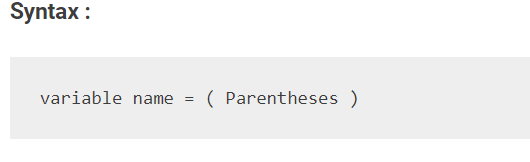 Syntax :
variable name = ( Parentheses )